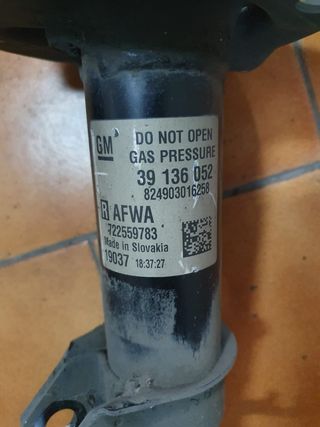 GM
DO NOT OPEN
GAS PRESSURE
39 136 052
824903016258
R AFWA
722559783
Made in Slovakia
19037 18:37:27